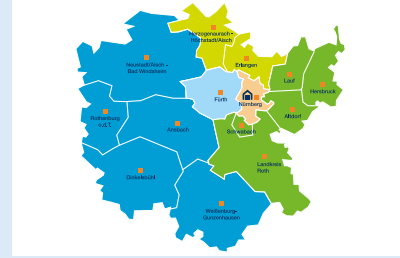 Herzogenaurach -
Höchstadt/Aisch
Neustadt/Aisch -
Bad Windsheim
Erlangen
Lauf
Hersbruck
Fürth
Nürnberg
Rothenburg
o.d.T.
Altdorf
Ansbach
Schwabach
Landkreis
Roth
Dinkelsbühl
Weißenburg-
Gunzenhausen